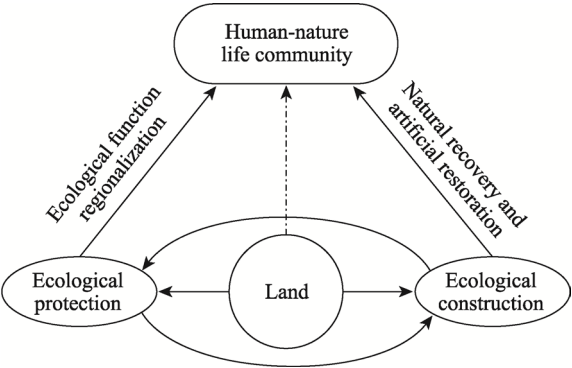 Human-nature
life community
Ecological function
regionalization
Natural recovery and
artificial restoration
Ecological
protection
Land
Ecological
construction